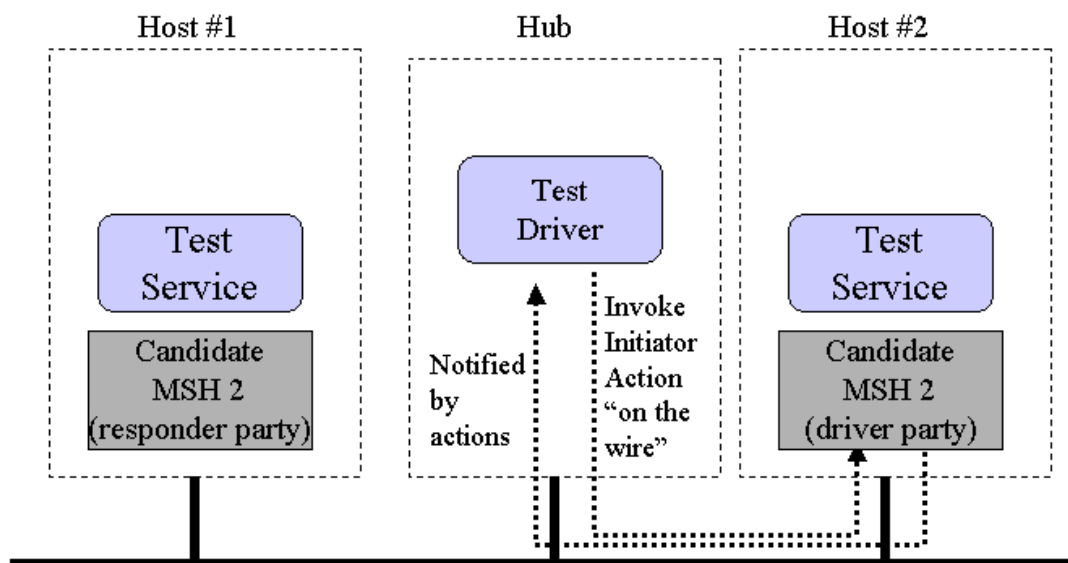 Host #1
Hub
Host #2
Test
Service
Candidate
MSH 2
(responder party)
Test
Driver
Notified
by
actions
Invoke
Initiator
Action
“on the
wire”
Test
Service
Candidate
MSH 2
(driver party)